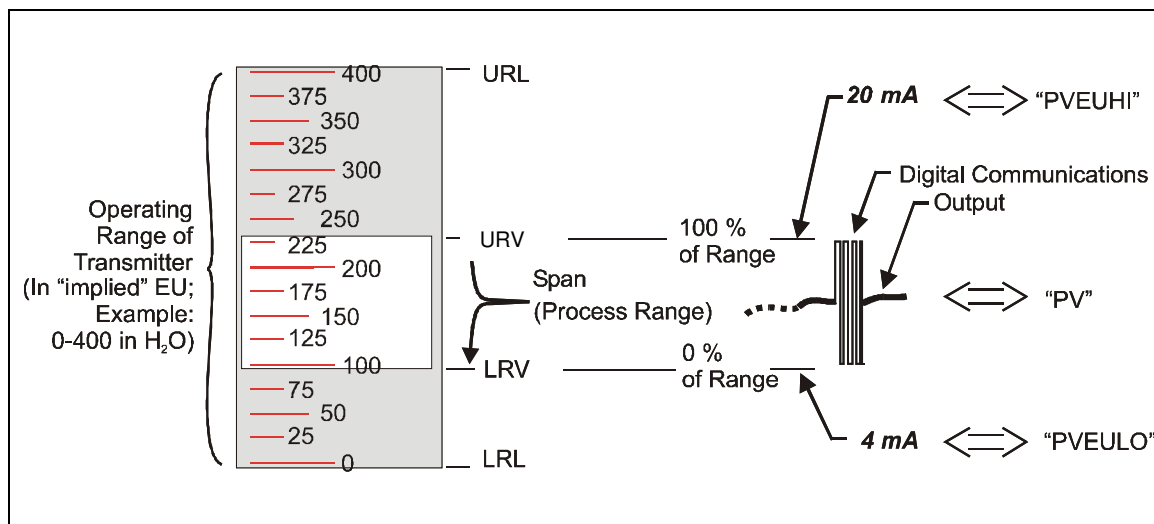 400
375
350
325
300
275
250
225
200
175
150
125
100
75
50
25
0
Operating
Range of
Transmitter
(In “implied” EU;
Example:
0-400 in H₂O)
URL
URV
LRV
LRL
Span
(Process Range)
100 %
of Range
0 %
of Range
20 mA
“PVEUHI”
Digital Communications
Output
“PV”
4 mA
“PVEULO”